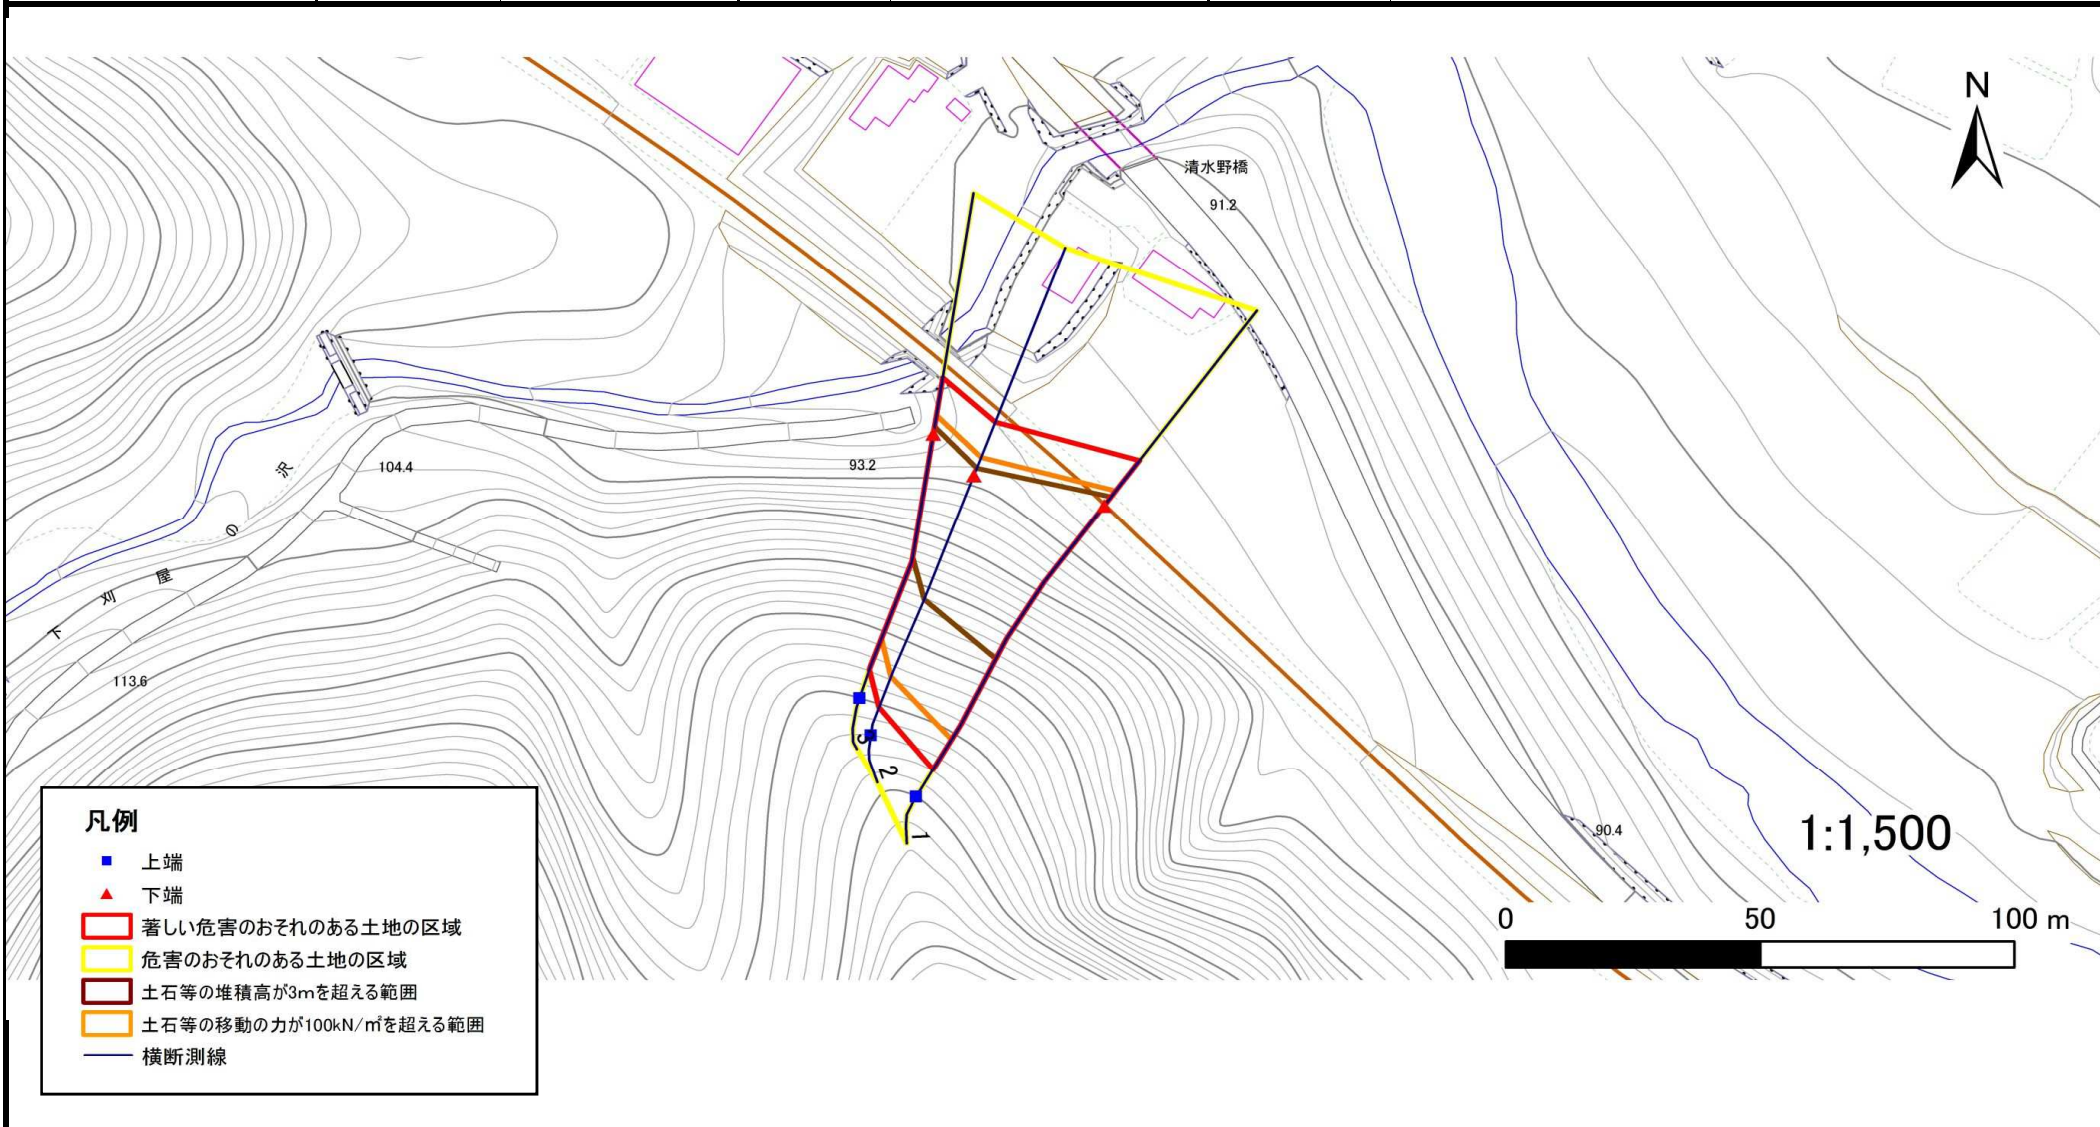 N
清水野橋
91.2
93.2
104.4
下刈屋の沢
113.6
3
2
1
90.4
1:1,500
0 50 100 m
凡例
上端
下端
著しい危害のおそれのある土地の区域
危害のおそれのある土地の区域
土石等の堆積高が3mを超える範囲
土石等の移動の力が100kN/㎡を超える範囲
横断測線